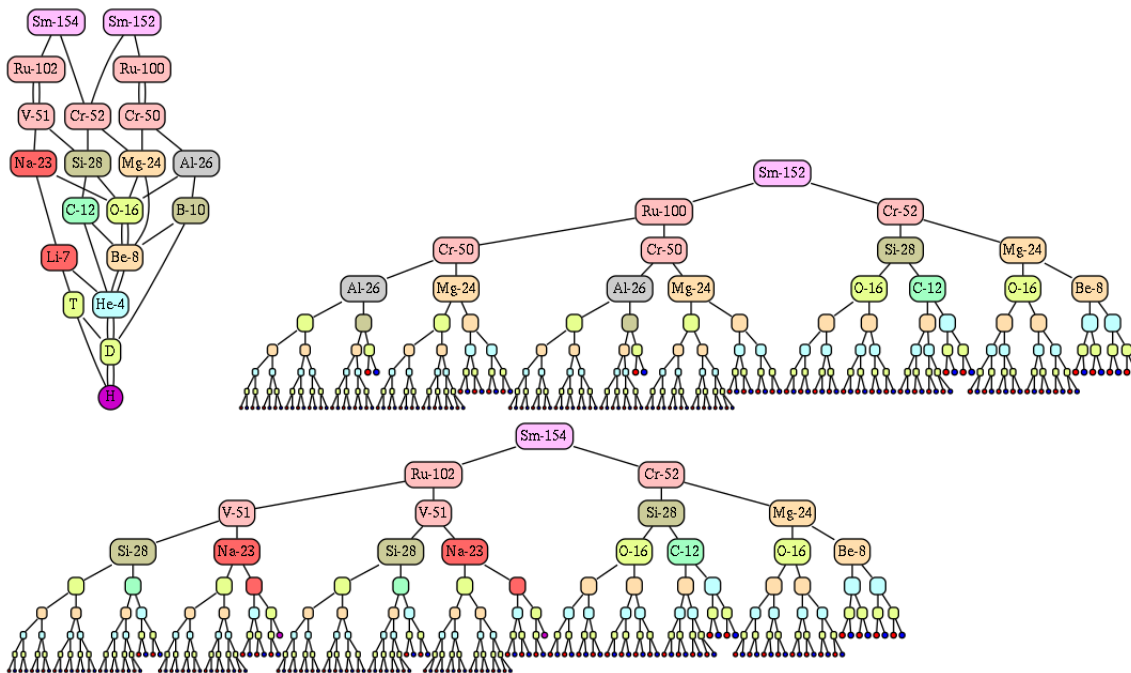 Sm-154 Sm-152
Ru-102 Ru-100
V-51 Cr-52 Cr-50
Na-23 Si-28 Mg-24 Al-26
C-12 O-16 B-10
Li-7 Be-8
T He-4
D
H
Sm-152
Ru-100 Cr-52
Cr-50 Cr-50 Si-28 Mg-24
Al-26 Mg-24 Al-26 Mg-24 O-16 C-12 O-16 Be-8
Sm-154
Ru-102 Cr-52
V-51 V-51 Si-28 Mg-24
Si-28 Na-23 Si-28 Na-23 O-16 C-12 O-16 Be-8